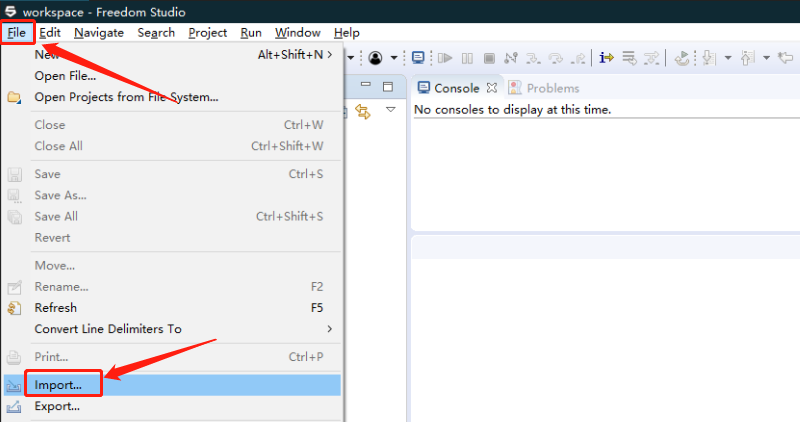 workspace - Freedom Studio
File Edit Navigate Search Project Run Window Help
New Alt+Shift+N >
Open File...
Open Projects from File System...
Close Ctrl+W
Close All Ctrl+Shift+W
Save Ctrl+S
Save As...
Save All Ctrl+Shift+S
Revert
Move...
Rename... F2
Refresh F5
Convert Line Delimiters To >
Print... Ctrl+P
Import...
Export...
Console Problems
No consoles to display at this time.